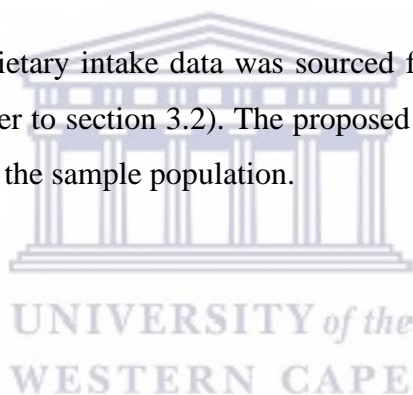 ietary intake data was sourced f
er to section 3.2). The proposed
the sample population.
UNIVERSITY of the
WESTERN CAPE